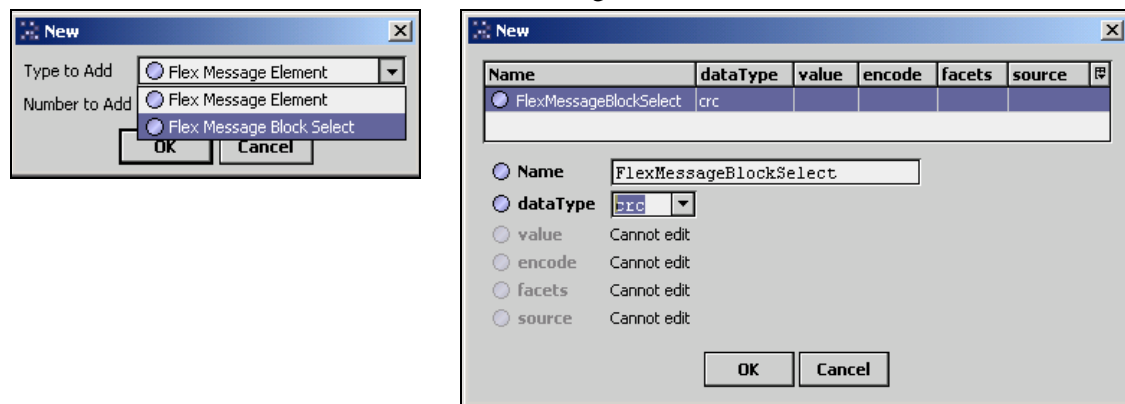 New
Type to Add Flex Message Element
Number to Add Flex Message Element
Flex Message Block Select
OK Cancel
New
Name dataType value encode facets source
FlexMessageBlockSelect crc
Name FlexMessageBlockSelect
dataType crc
value Cannot edit
encode Cannot edit
facets Cannot edit
source Cannot edit
OK Cancel